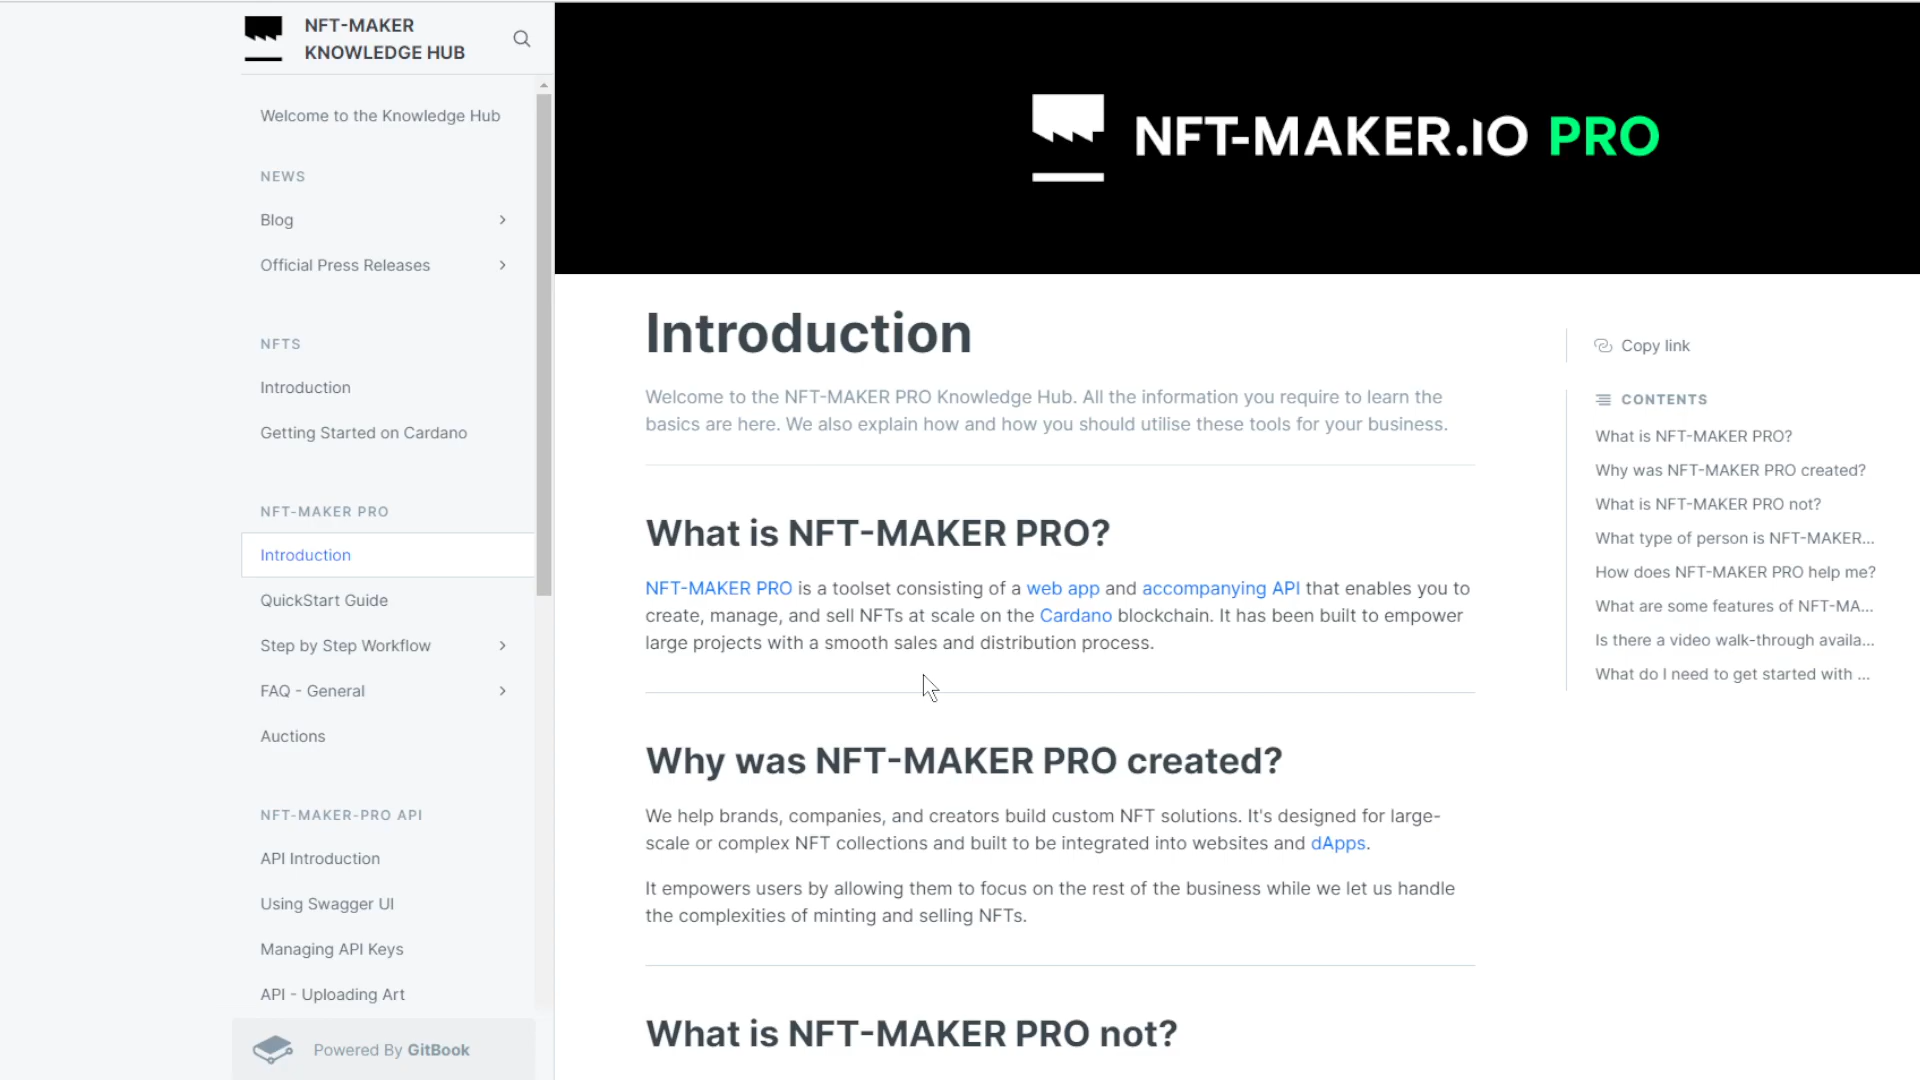 NFT-MAKER
KNOWLEDGE HUB
Welcome to the Knowledge Hub
NEWS
Blog
Official Press Releases
NFTS
Introduction
Getting Started on Cardano
NFT-MAKER PRO
Introduction
QuickStart Guide
Step by Step Workflow
FAQ - General
Auctions
NFT-MAKER-PRO API
API Introduction
Using Swagger UI
Managing API Keys
API - Uploading Art
Powered By GitBook
NFT-MAKER.IO PRO
Introduction
Welcome to the NFT-MAKER PRO Knowledge Hub. All the information you require to learn the
basics are here. We also explain how and how you should utilise these tools for your business.
What is NFT-MAKER PRO?
NFT-MAKER PRO is a toolset consisting of a web app and accompanying API that enables you to
create, manage, and sell NFTs at scale on the Cardano blockchain. It has been built to empower
large projects with a smooth sales and distribution process.
Why was NFT-MAKER PRO created?
We help brands, companies, and creators build custom NFT solutions. It's designed for large-
scale or complex NFT collections and built to be integrated into websites and dApps.
It empowers users by allowing them to focus on the rest of the business while we let us handle
the complexities of minting and selling NFTs.
What is NFT-MAKER PRO not?
Copy link
CONTENTS
What is NFT-MAKER PRO?
Why was NFT-MAKER PRO created?
What is NFT-MAKER PRO not?
What type of person is NFT-MAKER...
How does NFT-MAKER PRO help me?
What are some features of NFT-MA...
Is there a video walk-through availa...
What do I need to get started with ...